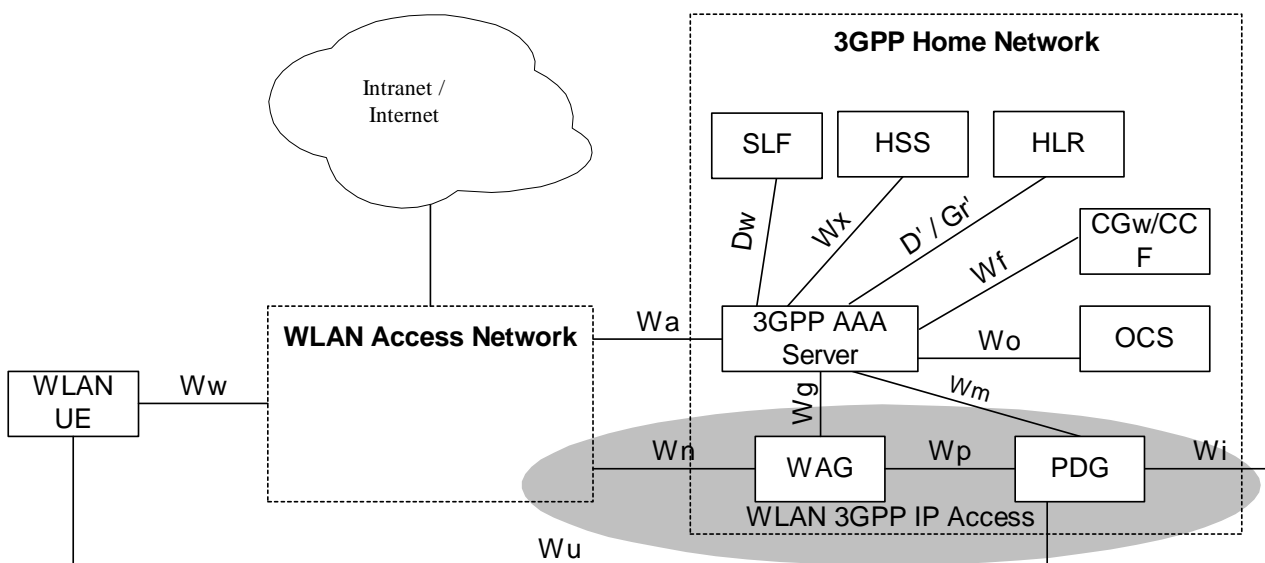 3GPP Home Network
Intranet /
Internet
SLF
HSS
HLR
Dw
Wx
D' / Gr'
CGw/CC
F
Wf
WLAN Access Network
Wa
3GPP AAA
Server
Wo
OCS
WLAN
UE
Ww
Wg
Wm
Wn
WAG
Wp
PDG
Wi
WLAN 3GPP IP Access
Wu